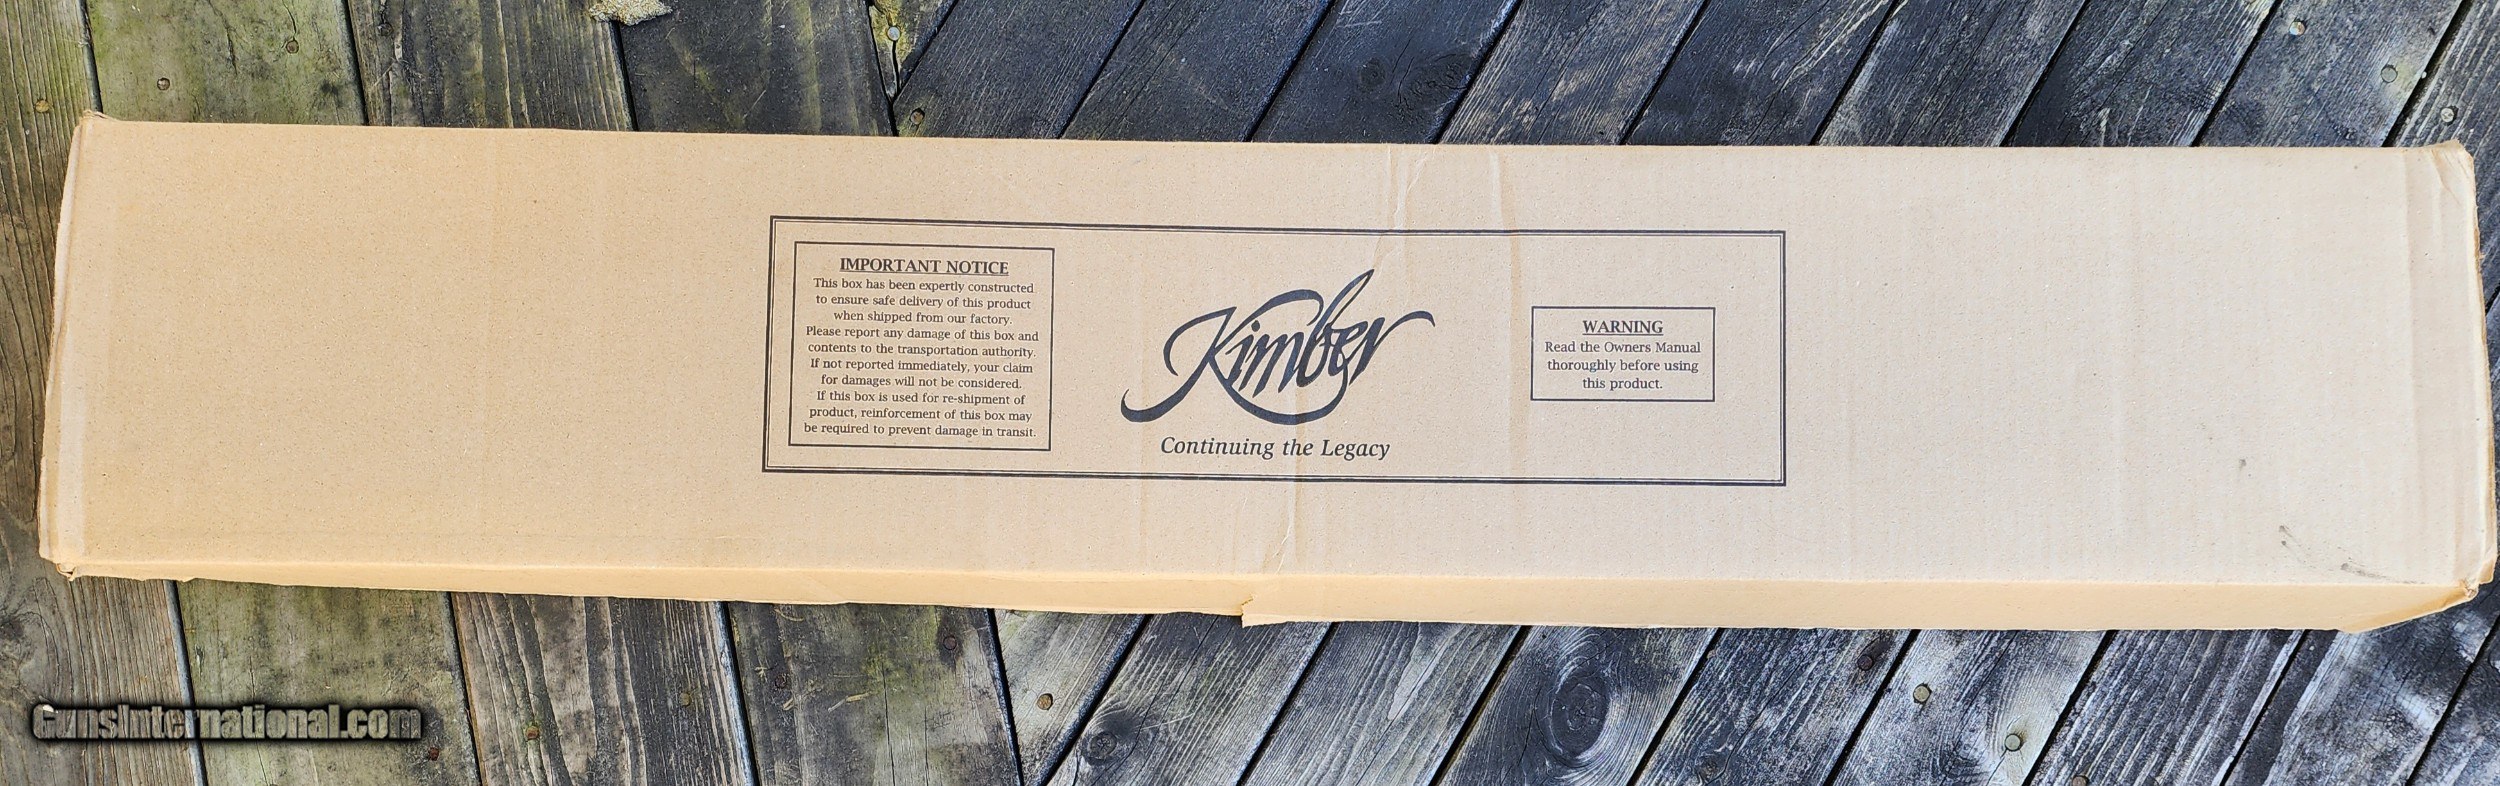 IMPORTANT NOTICE
This box has been expertly constructed
to ensure safe delivery of this product
when shipped from our factory.
Please report any damage of this box and
contents to the transportation authority.
If not reported immediately, your claim
for damages will not be considered.
If this box is used for re-shipment of
product, reinforcement of this box may
be required to prevent damage in transit.
Kimber
Continuing the Legacy
WARNING
Read the Owners Manual
thoroughly before using
this product.
GunsInternational.com